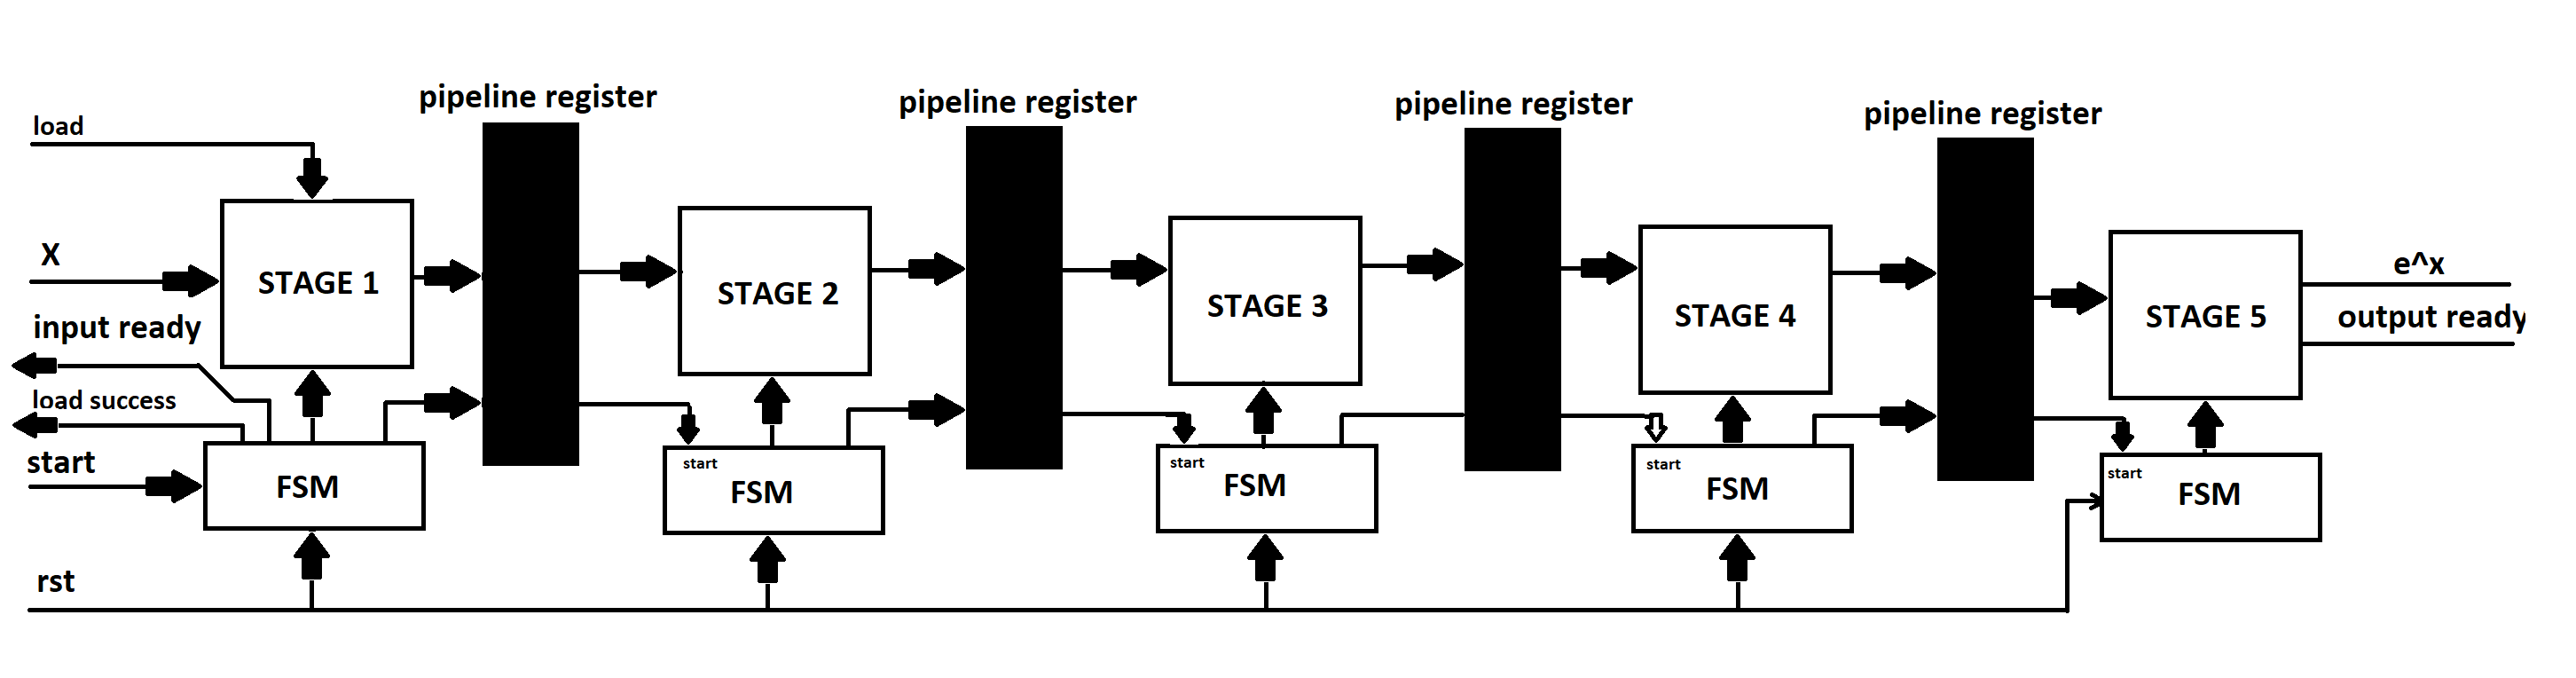 pipeline register
pipeline register
pipeline register
pipeline register
load
X
STAGE 1
STAGE 2
STAGE 3
STAGE 4
STAGE 5
e^x
output ready
input ready
load success
start
FSM
start
FSM
start
FSM
start
FSM
start
FSM
rst